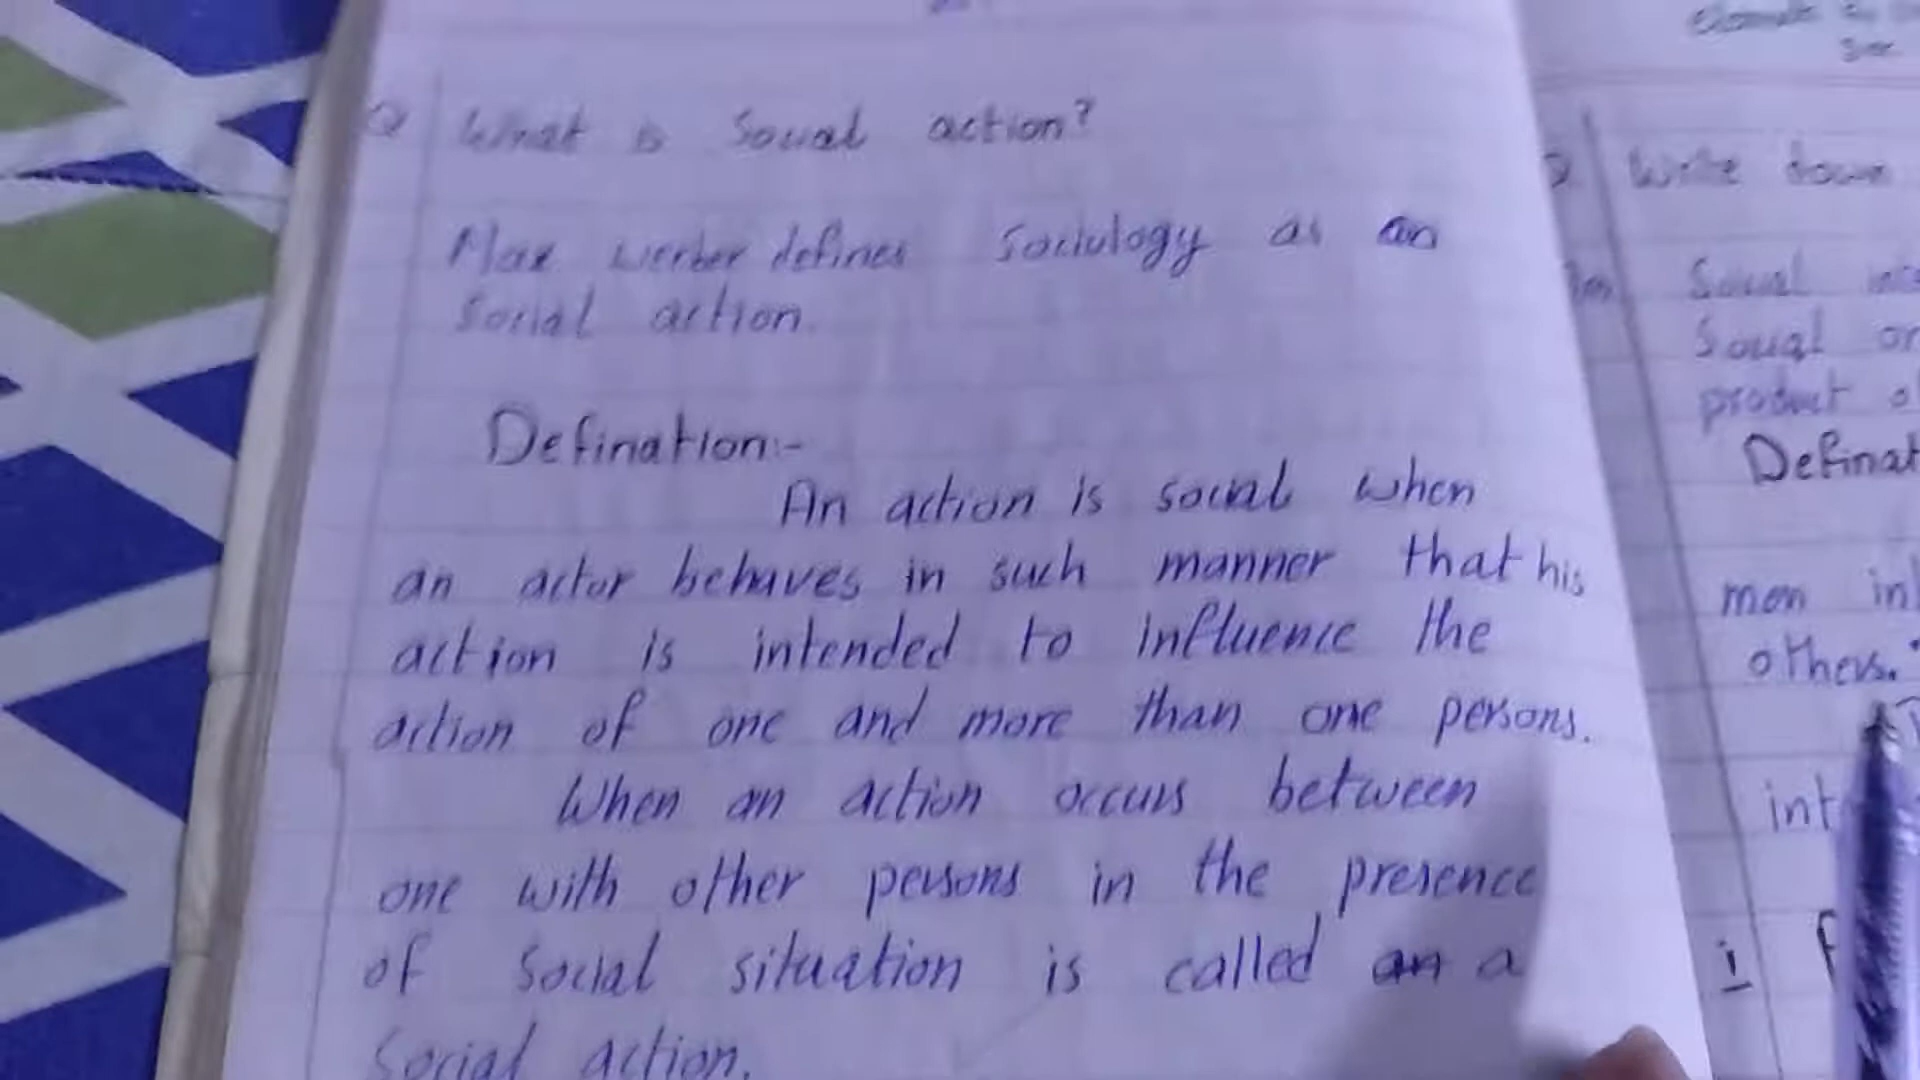 Q What is Social action?
Max werber defines Sociology as an
Social action.
Defination:-
An action is social when
an actor behaves in such manner that his
action is intended to influence the
action of one and more than one persons.
When an action occurs between
one with other persons in the presence
of Social situation is called an a
Social action.
Q Write down
Social
Social
product
Definat
men
others."
int
i